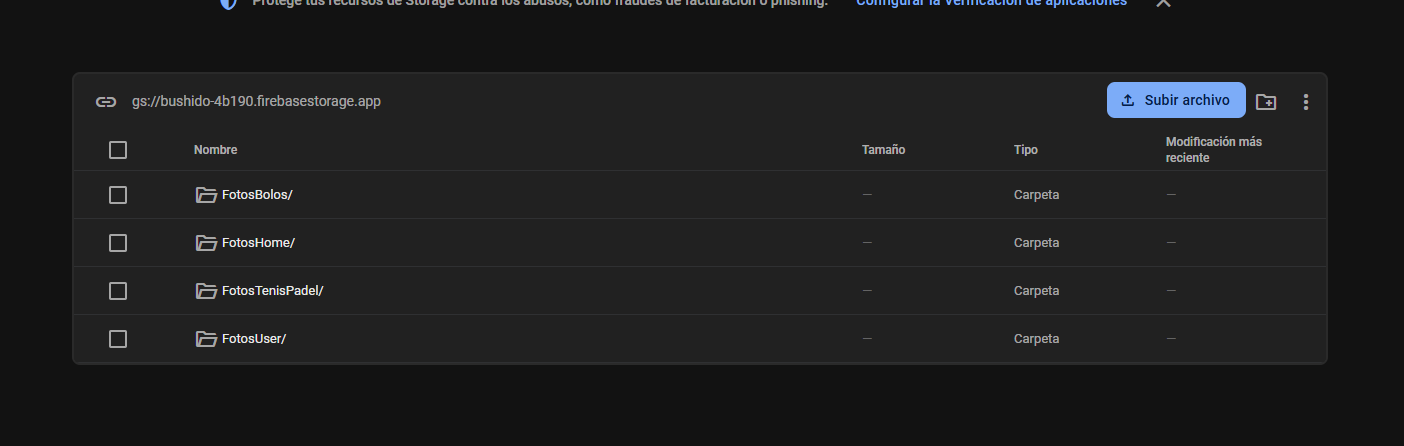 Protege tus recursos de Storage contra los abusos, como fraudes de facturación o phishing. Configurar la Verificación de aplicaciones
gs://bushido-4b190.firebasestorage.app Subir archivo
Nombre Tamaño Tipo Modificación más reciente
FotosBolos/ — Carpeta —
FotosHome/ — Carpeta —
FotosTenisPadel/ — Carpeta —
FotosUser/ — Carpeta —